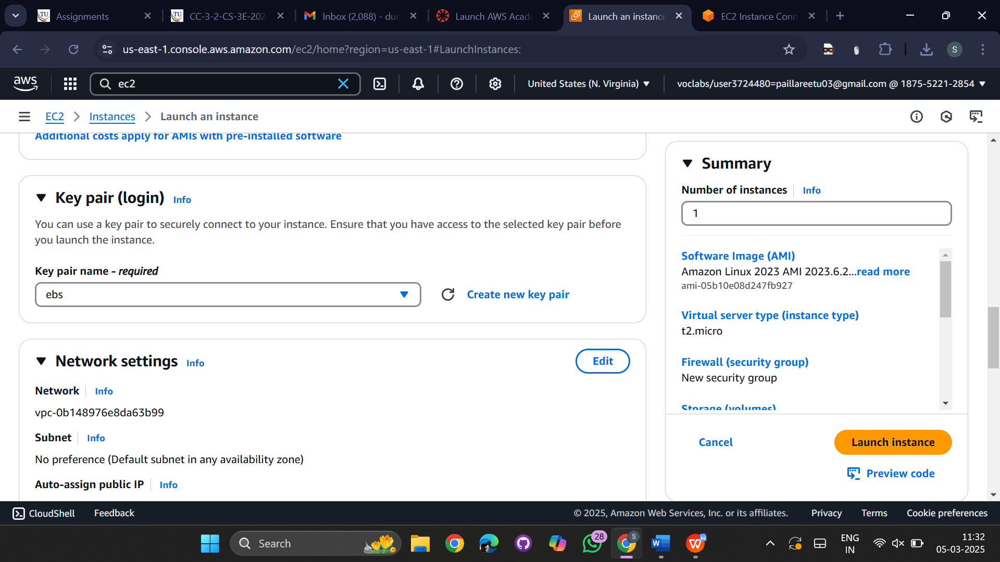 Assignments
CC-3-2-CS-3E-202
Inbox (2,088) - dud
Launch AWS Acade
Launch an instance
EC2 Instance Conn
us-east-1.console.aws.amazon.com/ec2/home?region=us-east-1#LaunchInstances:
S
aws
ec2
United States (N. Virginia)
voclabs/user3724480=paillareetu03@gmail.com @ 1875-5221-2854
EC2
Instances
Launch an instance
Additional costs apply for AMIs with pre-installed software
Key pair (login)
Info
You can use a key pair to securely connect to your instance. Ensure that you have access to the selected key pair before
you launch the instance.
Key pair name - required
ebs
Create new key pair
Network settings
Info
Edit
Network
Info
vpc-0b148976e8da63b99
Subnet
Info
No preference (Default subnet in any availability zone)
Auto-assign public IP
Info
Summary
Number of instances
Info
1
Software Image (AMI)
Amazon Linux 2023 AMI 2023.6.2...read more
ami-05b10e08d247fb927
Virtual server type (instance type)
t2.micro
Firewall (security group)
New security group
Storage (volumes)
Cancel
Launch instance
Preview code
CloudShell
Feedback
© 2025, Amazon Web Services, Inc. or its affiliates.
Privacy
Terms
Cookie preferences
Search
28
S
ENG
IN
11:32
05-03-2025